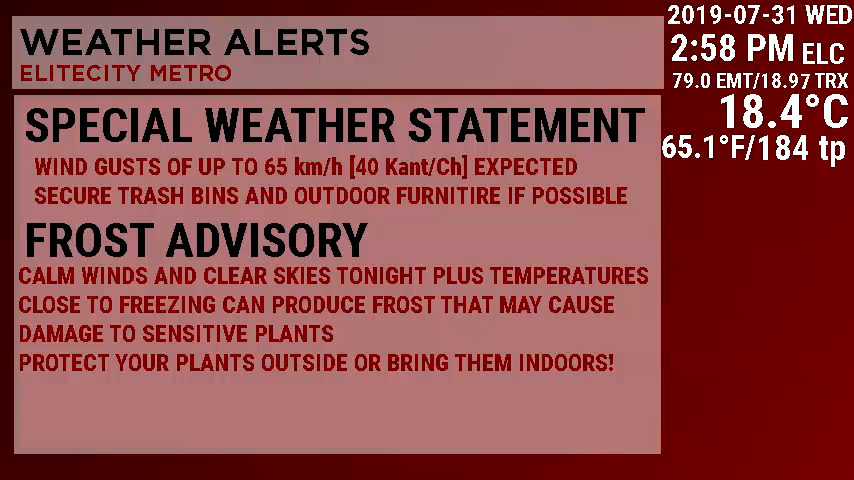 WEATHER ALERTS
ELITECITY METRO
SPECIAL WEATHER STATEMENT
WIND GUSTS OF UP TO 65 km/h [40 Kant/Ch] EXPECTED
SECURE TRASH BINS AND OUTDOOR FURNITIRE IF POSSIBLE
FROST ADVISORY
CALM WINDS AND CLEAR SKIES TONIGHT PLUS TEMPERATURES
CLOSE TO FREEZING CAN PRODUCE FROST THAT MAY CAUSE
DAMAGE TO SENSITIVE PLANTS
PROTECT YOUR PLANTS OUTSIDE OR BRING THEM INDOORS!
2019-07-31 WED
2:58 PM ELC
79.0 EMT/18.97 TRX
18.4°C
65.1°F/184 tp